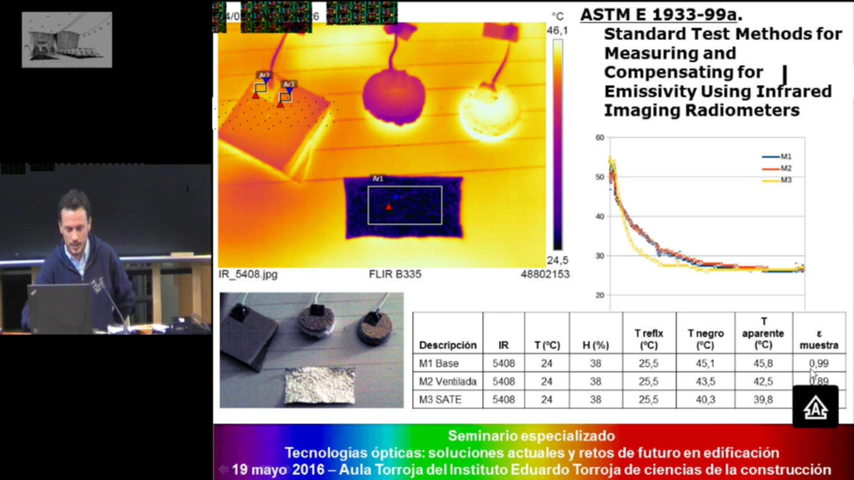 °C
46,1
24,5
Ar3
Ar2
Ar1
IR_5408.jpg
FLIR B335
48802153
ASTM E 1933-99a.
Standard Test Methods for
Measuring and
Compensating for
Emissivity Using Infrared
Imaging Radiometers
60
50
40
30
20
M1
M2
M3
Descripción IR T (°C) H (%) T reflx (°C) T negro (°C) T aparente (°C) ε muestra
M1 Base 5408 24 38 25,5 45,1 45,8 0,99
M2 Ventilada 5408 24 38 25,5 43,5 42,5 0,89
M3 SATE 5408 24 38 25,5 40,3 39,8
Seminario especializado
Tecnologías ópticas: soluciones actuales y retos de futuro en edificación
19 mayo 2016 – Aula Torroja del Instituto Eduardo Torroja de ciencias de la construcción